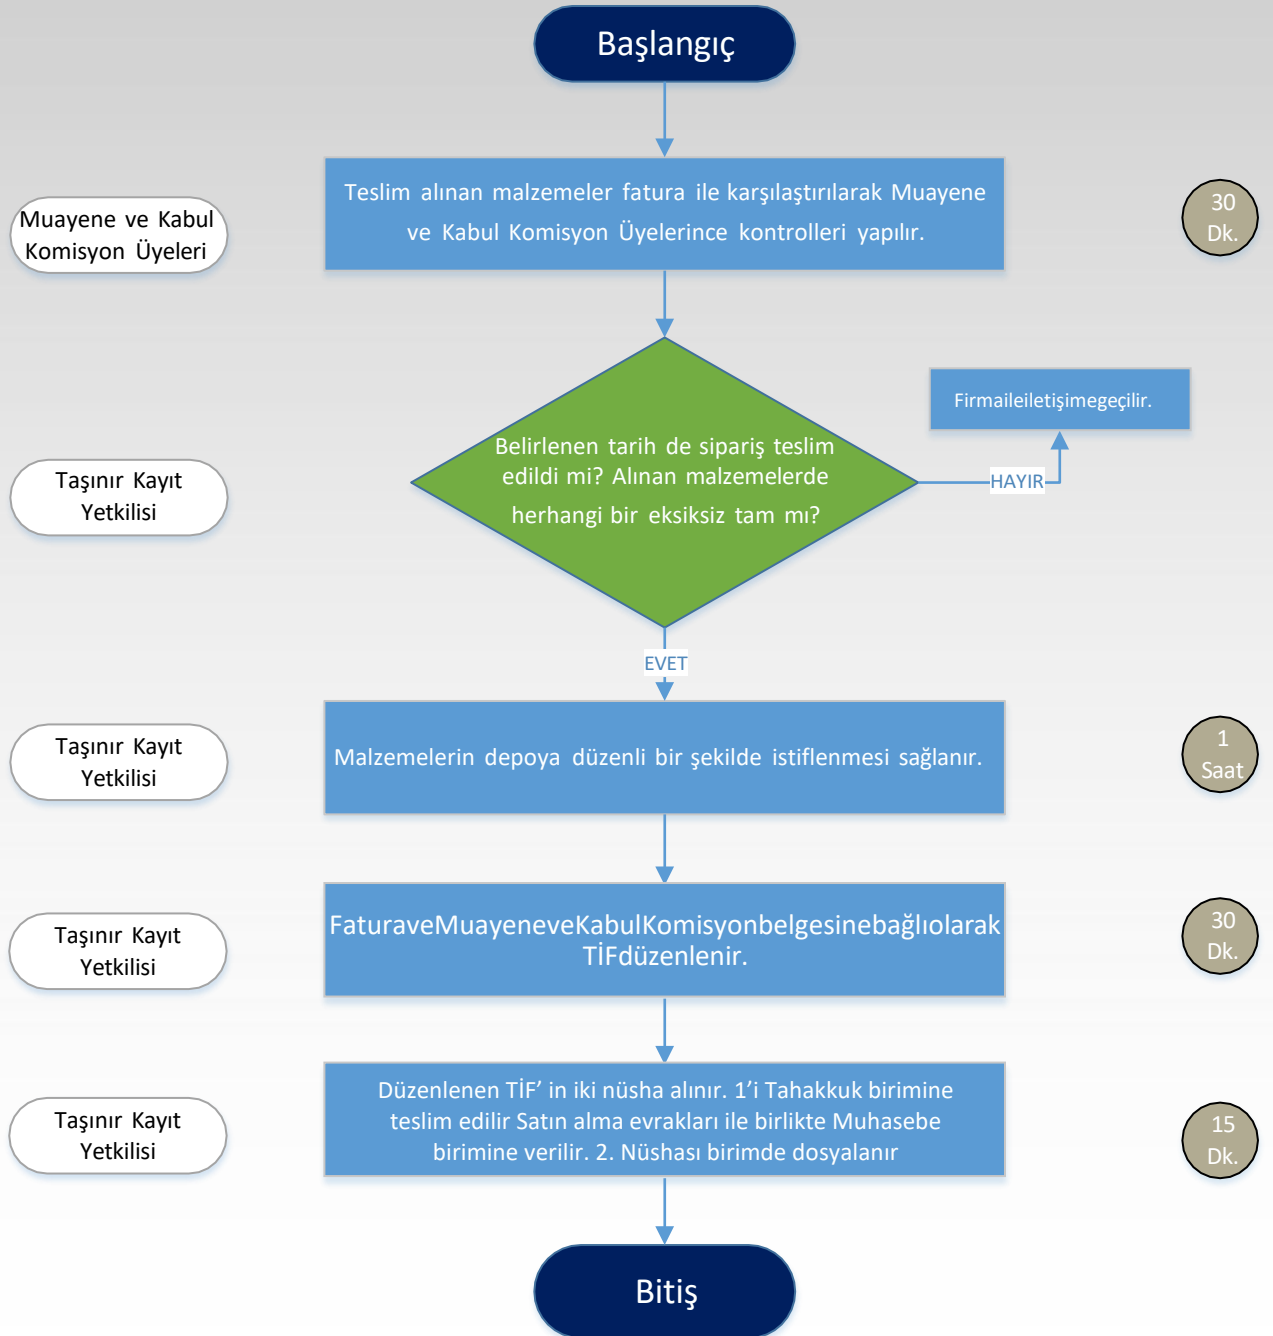 Başlangıç
Muayene ve Kabul
Komisyon Üyeleri
Teslim alınan malzemeler fatura ile karşılaştırılarak Muayene
ve Kabul Komisyon Üyelerince kontrolleri yapılır.
30
Dk.
Taşınır Kayıt
Yetkilisi
Belirlenen tarih de sipariş teslim
edildi mi? Alınan malzemelerde
herhangi bir eksiksiz tam mı?
HAYIR
Firmaileiletişimegeçilir.
EVET
Taşınır Kayıt
Yetkilisi
Malzemelerin depoya düzenli bir şekilde istiflenmesi sağlanır.
1
Saat
Taşınır Kayıt
Yetkilisi
FaturaveMuayeneveKabulKomisyonbelgesinebağlıolarak
TİFdüzenlenir.
30
Dk.
Taşınır Kayıt
Yetkilisi
Düzenlenen TİF’ in iki nüsha alınır. 1’i Tahakkuk birimine
teslim edilir Satın alma evrakları ile birlikte Muhasebe
birimine verilir. 2. Nüshası birimde dosyalanır
15
Dk.
Bitiş